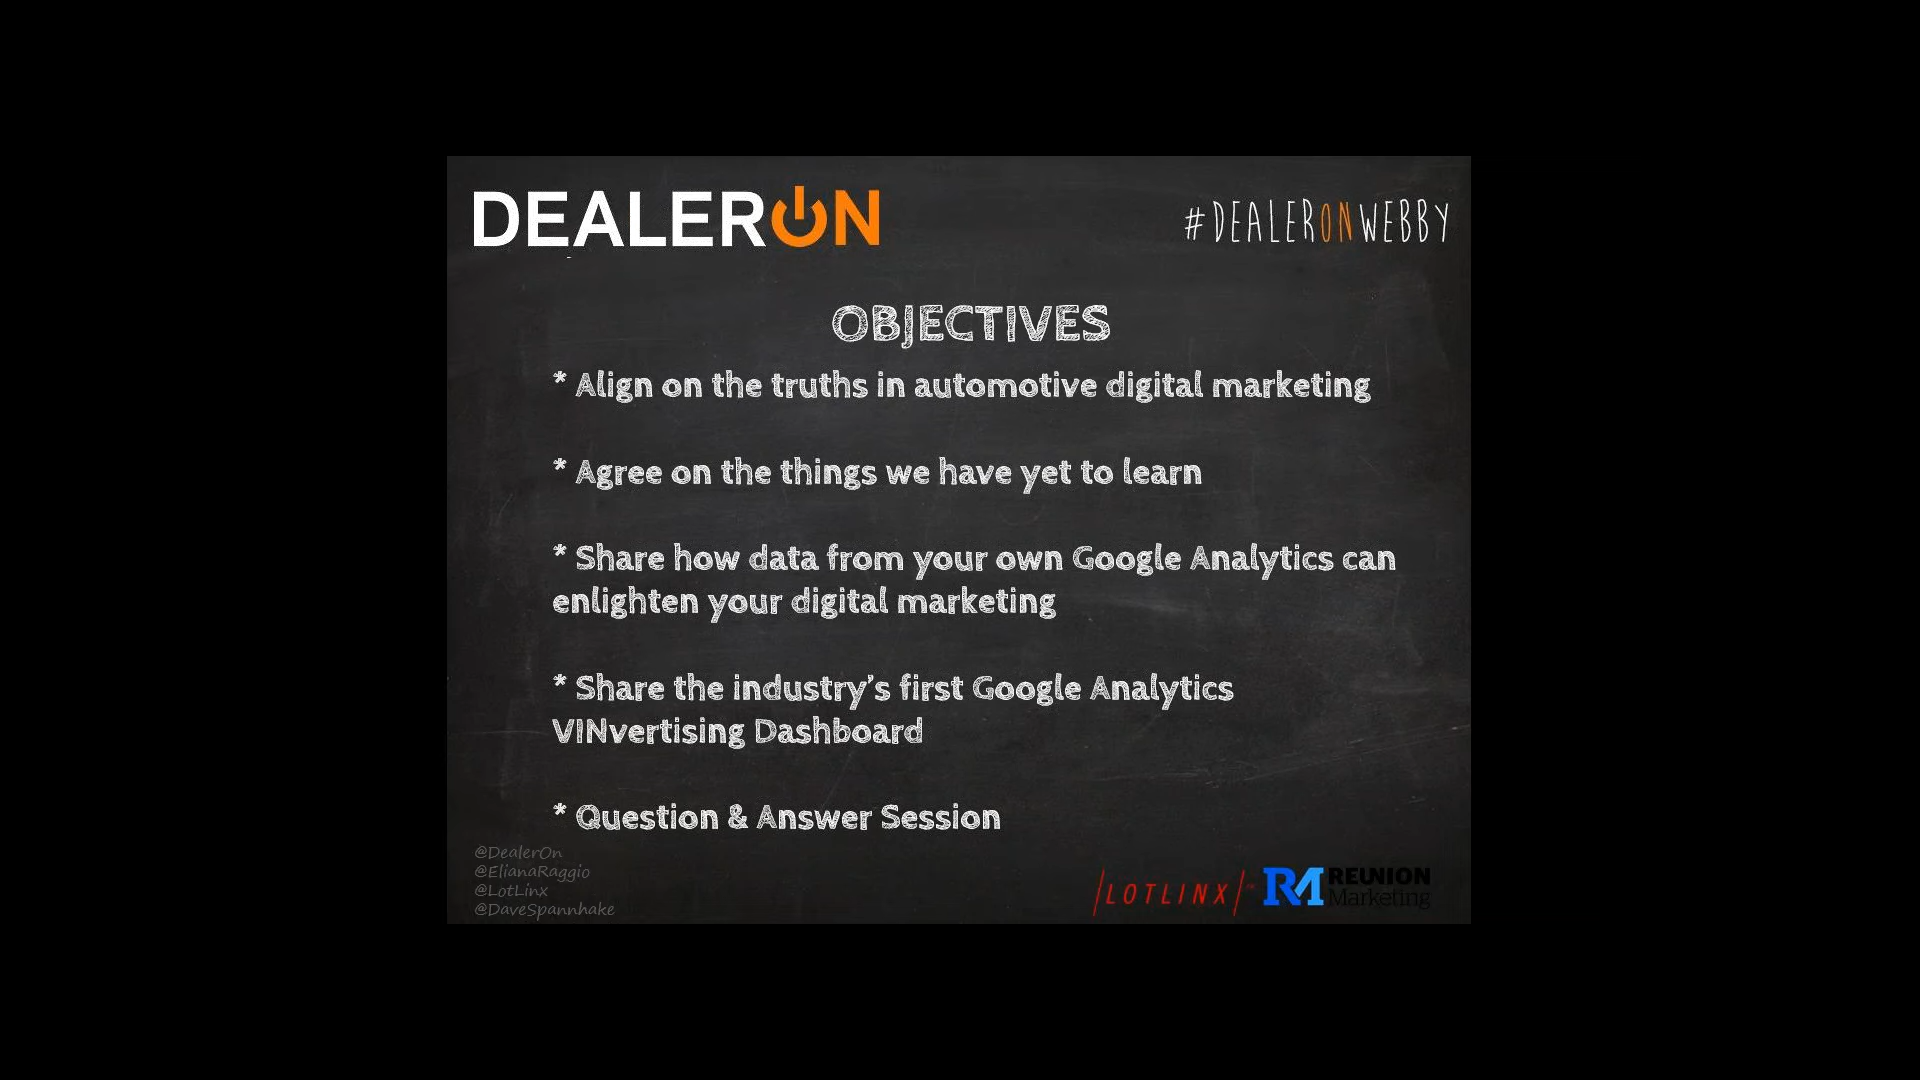 DEALERON
#DEALERONWEBBY
OBJECTIVES
* Align on the truths in automotive digital marketing
* Agree on the things we have yet to learn
* Share how data from your own Google Analytics can
enlighten your digital marketing
* Share the industry's first Google Analytics
VINvertising Dashboard
* Question & Answer Session
@DealerOn
@ElianaRaggio
@LotLinx
@DaveSpannhake
|LOTLINX|
RM REUNION
Marketing